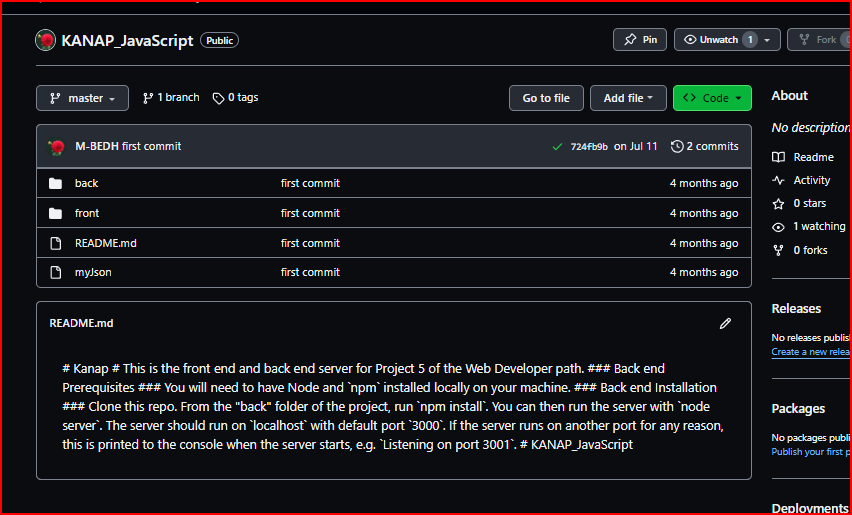 KANAP_JavaScript Public
Pin
Unwatch 1
Fork
master
1 branch
0 tags
Go to file
Add file
Code
M-BEDH first commit
724fb9b on Jul 11
2 commits
back first commit 4 months ago
front first commit 4 months ago
README.md first commit 4 months ago
myJson first commit 4 months ago
README.md
# Kanap # This is the front end and back end server for Project 5 of the Web Developer path. ### Back end
Prerequisites ### You will need to have Node and `npm` installed locally on your machine. ### Back end Installation
### Clone this repo. From the "back" folder of the project, run `npm install`. You can then run the server with `node
server`. The server should run on `localhost` with default port `3000`. If the server runs on another port for any reason,
this is printed to the console when the server starts, e.g. `Listening on port 3001`. # KANAP_JavaScript
About
No description
Readme
Activity
0 stars
1 watching
0 forks
Releases
No releases publis
Create a new relea
Packages
No packages publi
Publish your first p
Deployments